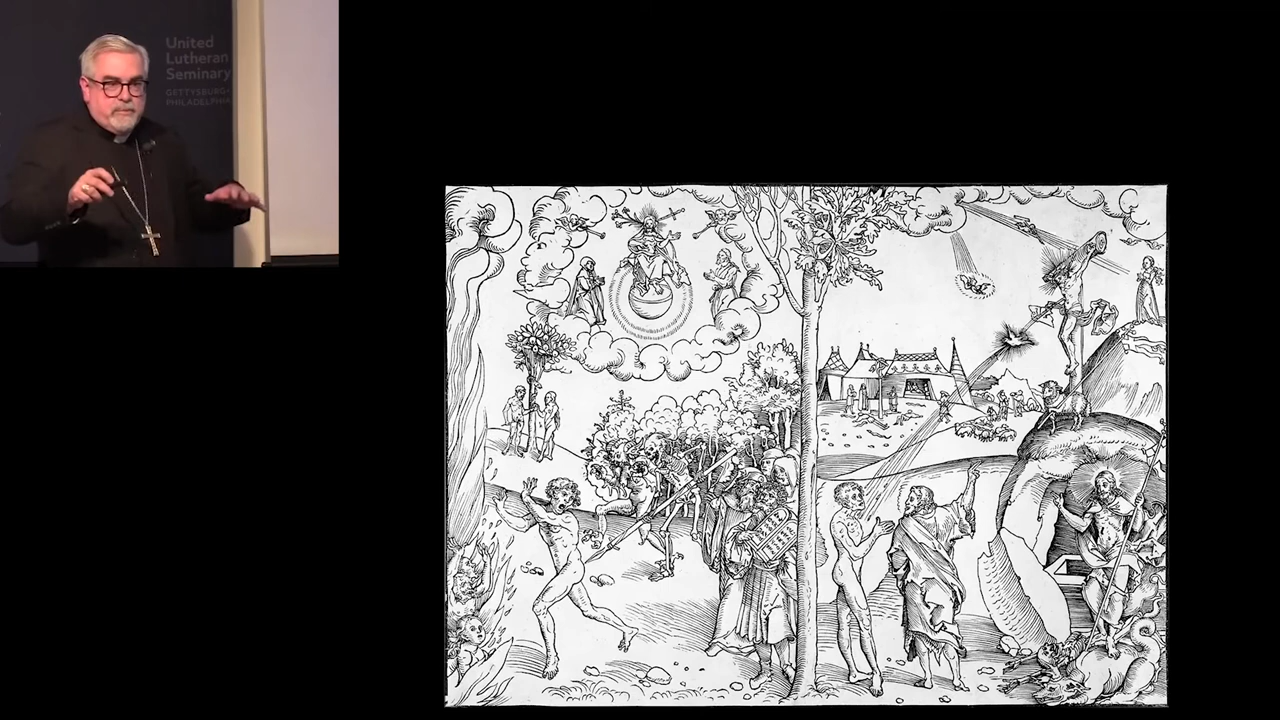 United
Lutheran
Seminary
GETTYSBURG+
PHILADELPHIA